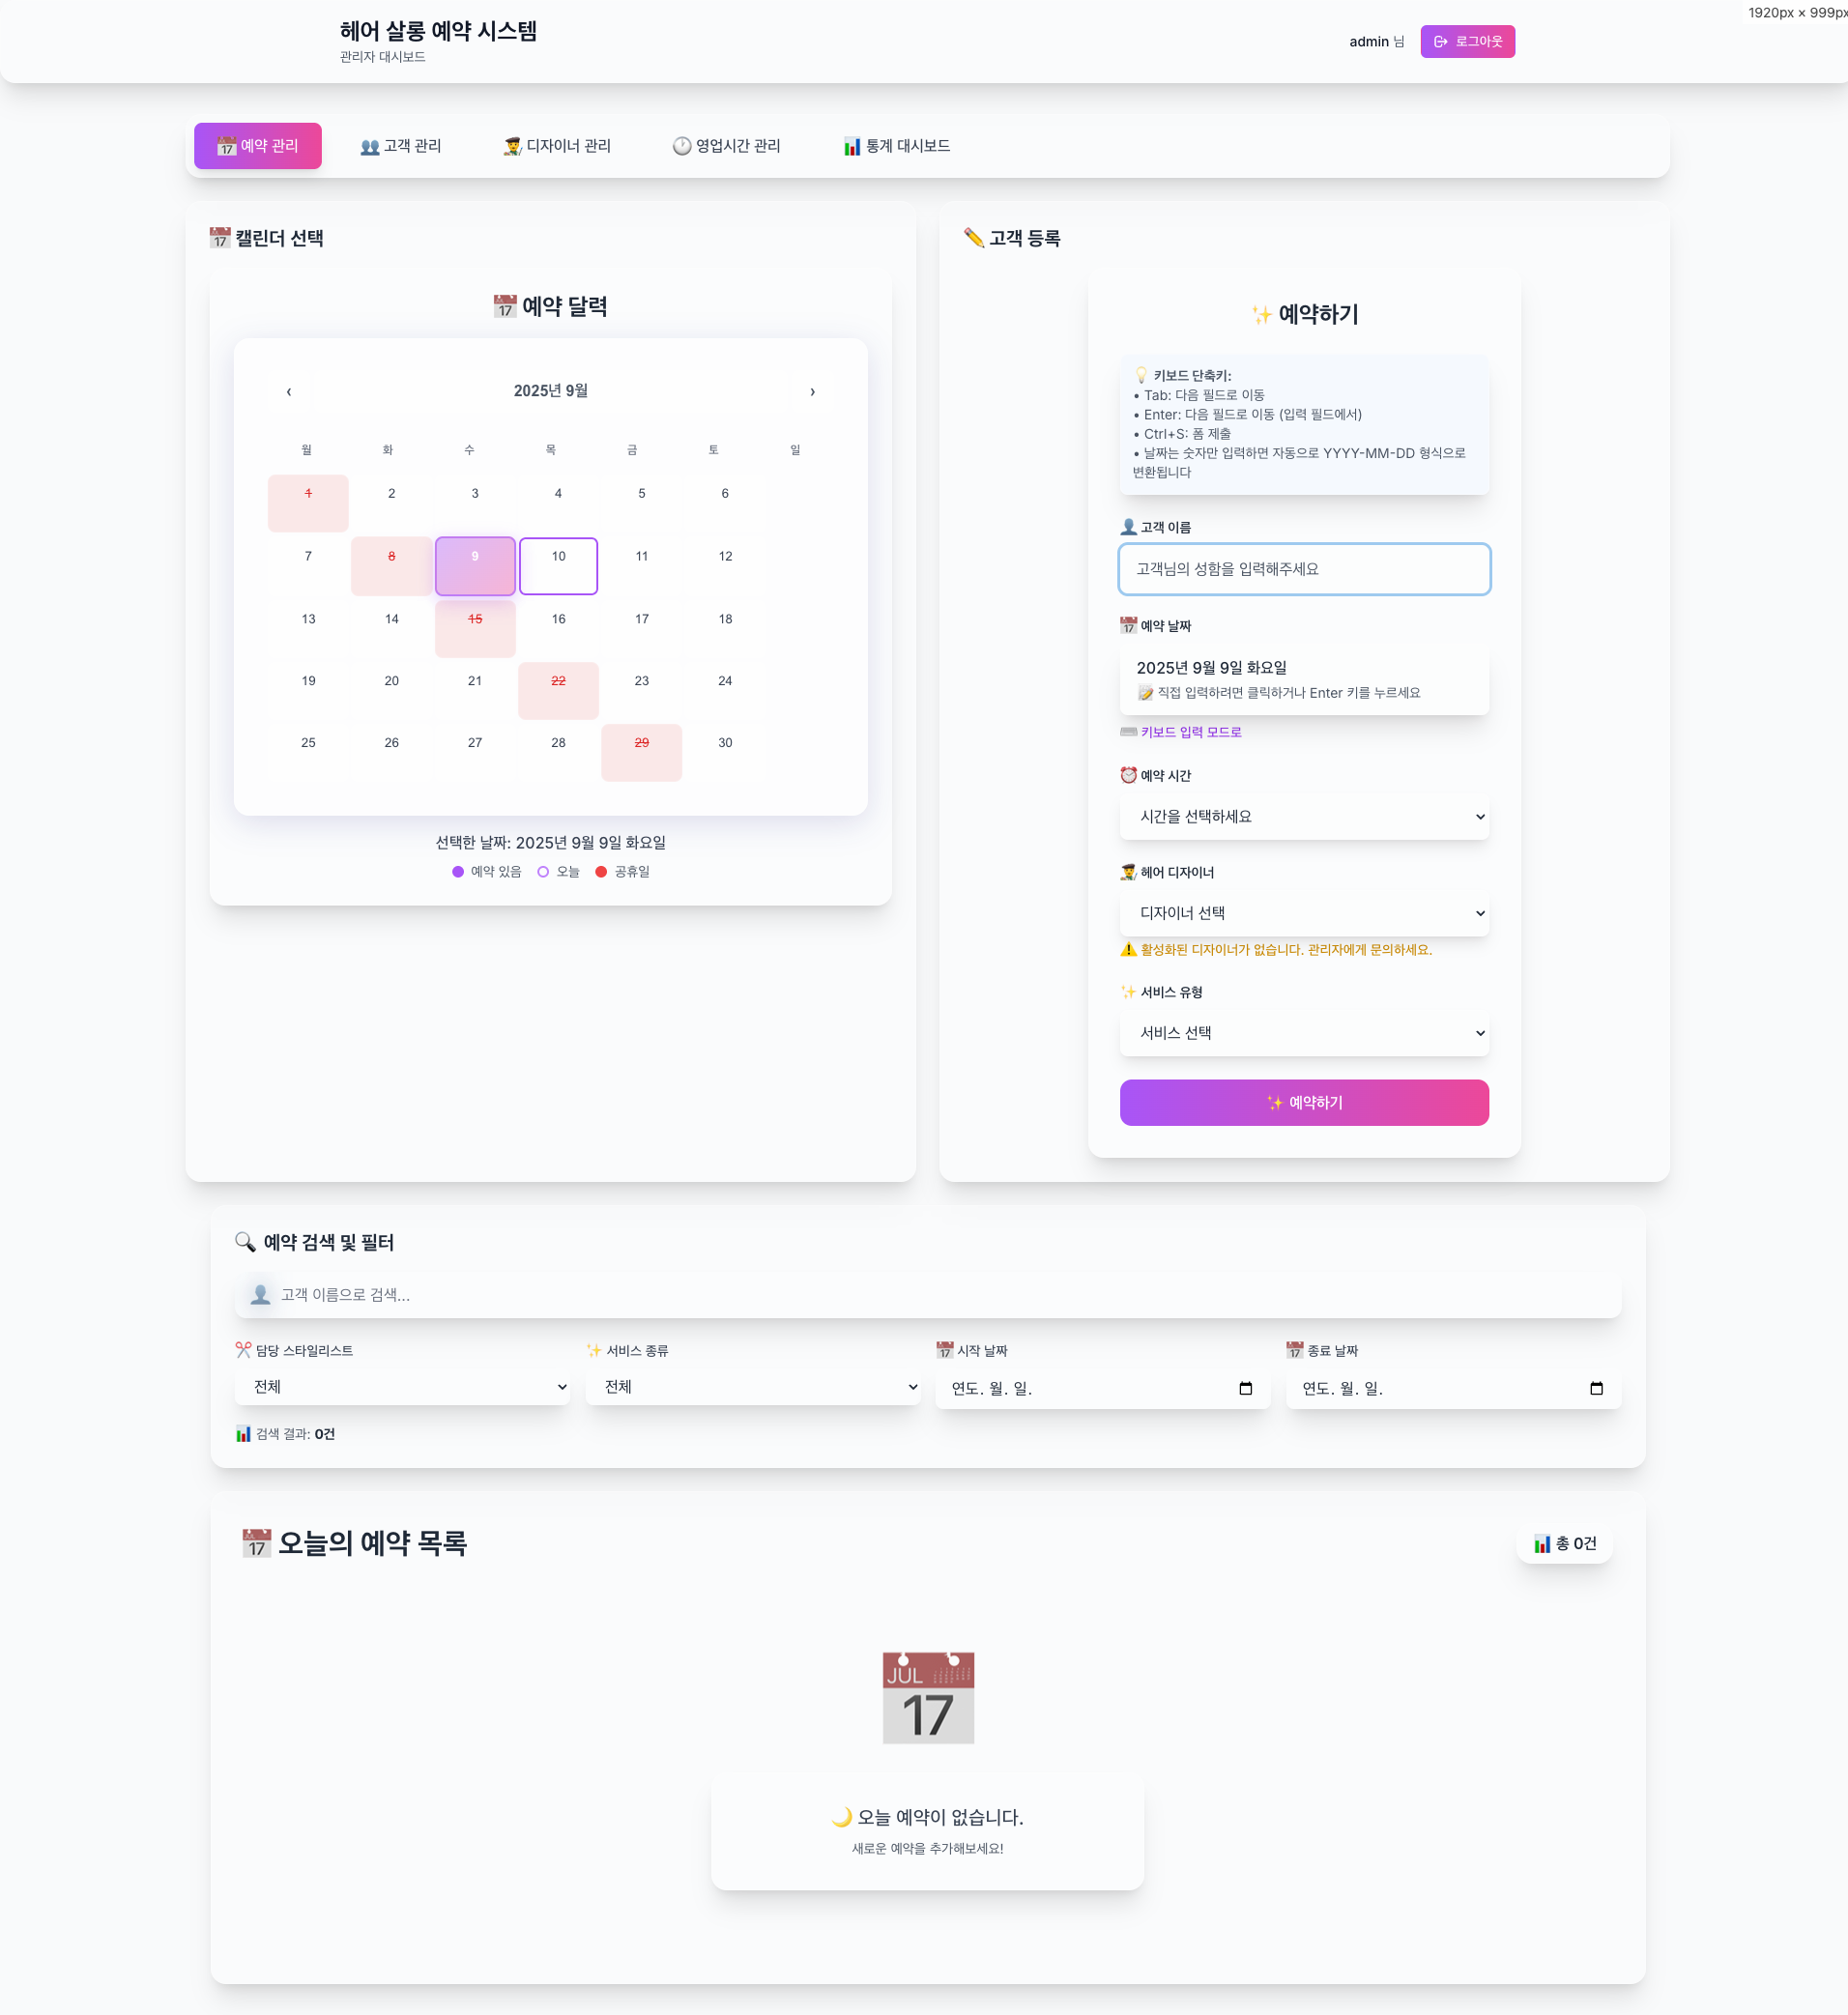 1920px × 999px
헤어 살롱 예약 시스템
관리자 대시보드
admin 님
로그아웃
예약 관리
고객 관리
디자이너 관리
영업시간 관리
통계 대시보드
캘린더 선택
예약 달력
‹ 2025년 9월 ›
월 화 수 목 금 토 일
1 2 3 4 5 6
7 8 9 10 11 12
13 14 15 16 17 18
19 20 21 22 23 24
25 26 27 28 29 30
선택한 날짜: 2025년 9월 9일 화요일
예약 있음 오늘 공휴일
고객 등록
예약하기
키보드 단축키:
• Tab: 다음 필드로 이동
• Enter: 다음 필드로 이동 (입력 필드에서)
• Ctrl+S: 폼 제출
• 날짜는 숫자만 입력하면 자동으로 YYYY-MM-DD 형식으로
변환됩니다
고객 이름
고객님의 성함을 입력해주세요
예약 날짜
2025년 9월 9일 화요일
직접 입력하려면 클릭하거나 Enter 키를 누르세요
키보드 입력 모드로
예약 시간
시간을 선택하세요
헤어 디자이너
디자이너 선택
활성화된 디자이너가 없습니다. 관리자에게 문의하세요.
서비스 유형
서비스 선택
예약하기
예약 검색 및 필터
고객 이름으로 검색...
담당 스타일리스트
전체
서비스 종류
전체
시작 날짜
연도. 월. 일.
종료 날짜
연도. 월. 일.
검색 결과: 0건
오늘의 예약 목록
총 0건
JUL
17
오늘 예약이 없습니다.
새로운 예약을 추가해보세요!